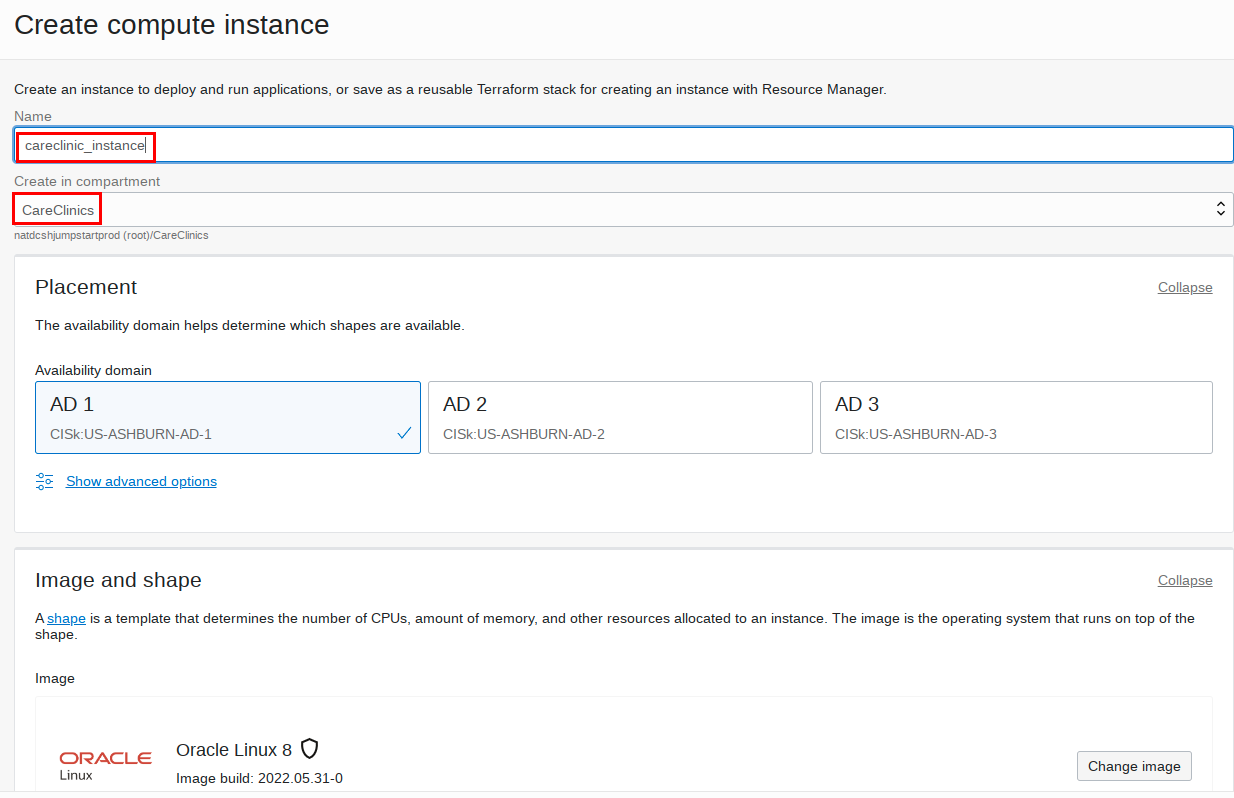 Create compute instance
Create an instance to deploy and run applications, or save as a reusable Terraform stack for creating an instance with Resource Manager.
Name
careclinic_instance
Create in compartment
CareClinics
natdcshjumpstartprod (root)/CareClinics
Placement
Collapse
The availability domain helps determine which shapes are available.
Availability domain
AD 1
CISk:US-ASHBURN-AD-1
AD 2
CISk:US-ASHBURN-AD-2
AD 3
CISk:US-ASHBURN-AD-3
Show advanced options
Image and shape
Collapse
A shape is a template that determines the number of CPUs, amount of memory, and other resources allocated to an instance. The image is the operating system that runs on top of the
shape.
Image
ORACLE
Linux
Oracle Linux 8
Image build: 2022.05.31-0
Change image